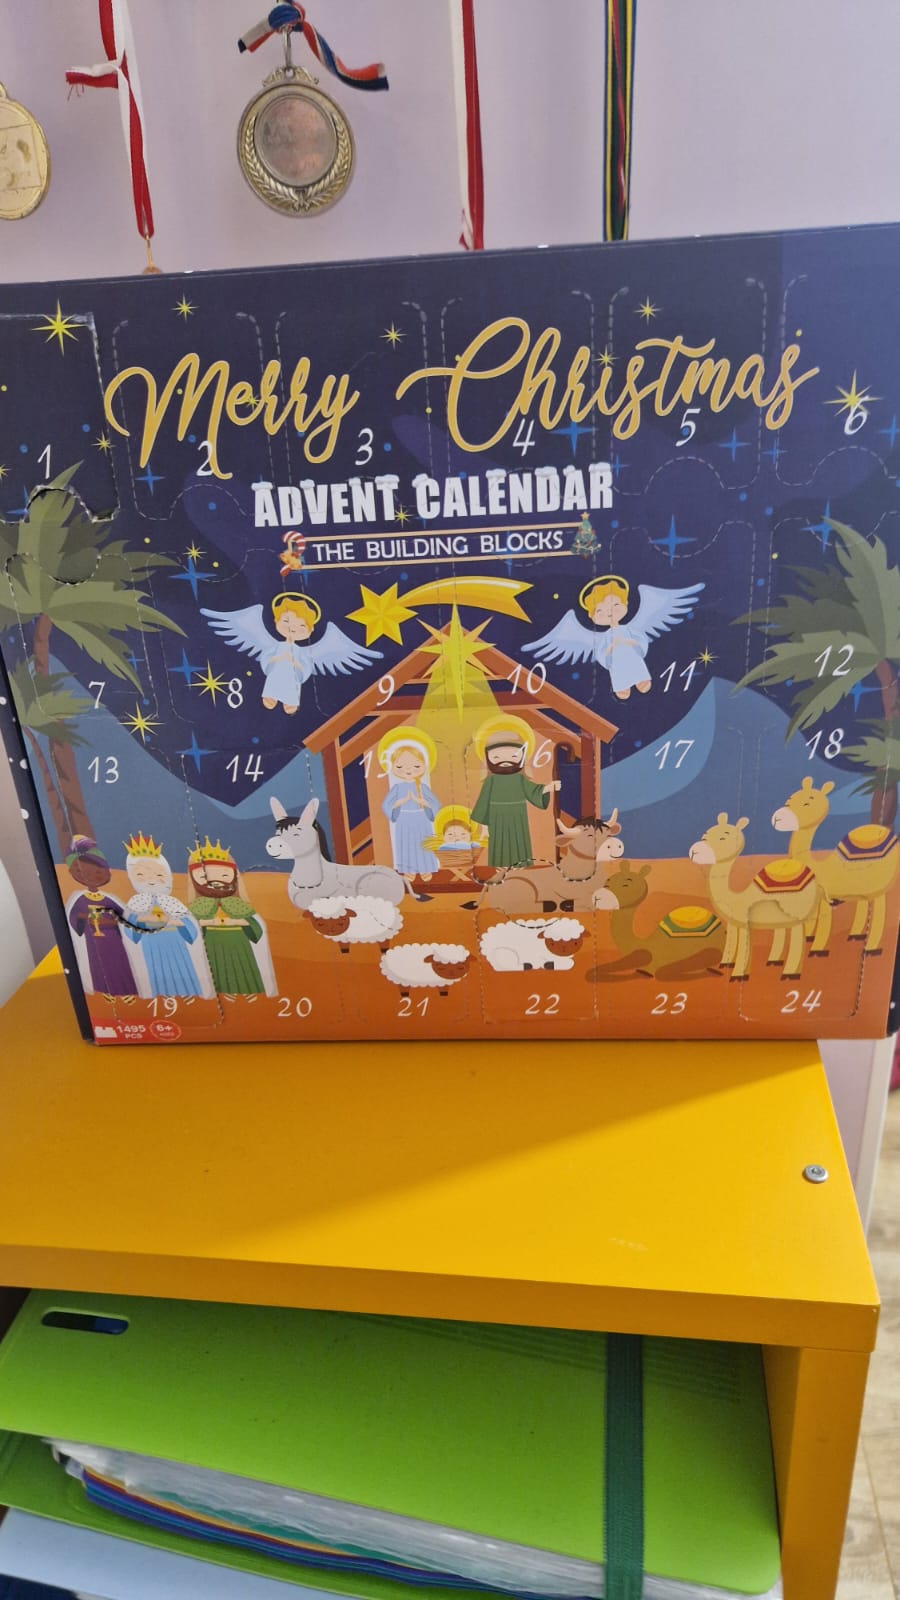 Merry Christmas
1 2 3 4 5 6
ADVENT CALENDAR
THE BUILDING BLOCKS
7 8 9 10 11 12
13 14 15 16 17 18
19 20 21 22 23 24
1495
PCS
6+